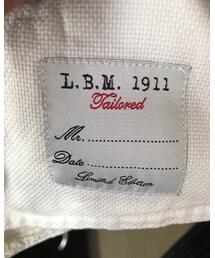 L.B.M. 1911
Tailored
Mr. ....................
Date ..................
Limited Edition